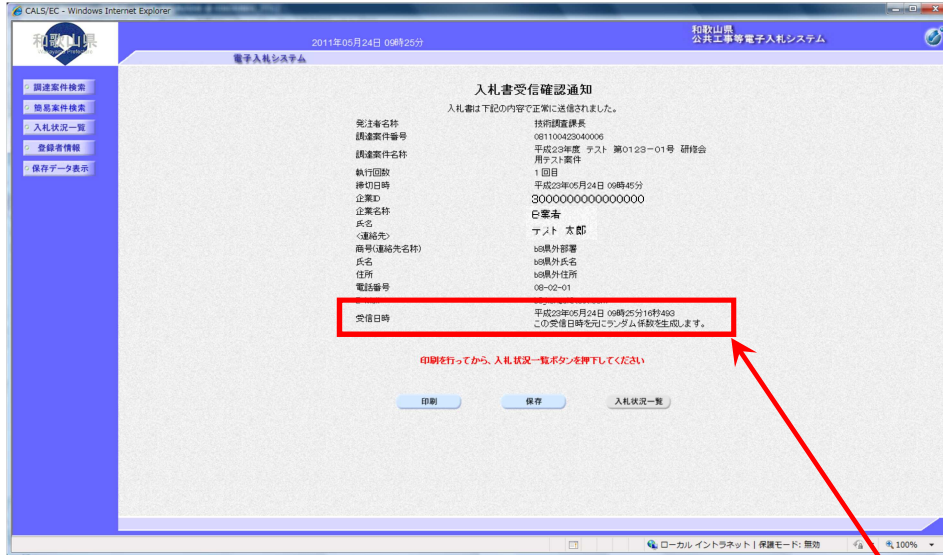 CALS/EC - Windows Internet Explorer
和歌山県
2011年05月24日 09時25分
和歌山県
公共工事等電子入札システム
電子入札システム
調達案件検索
簡易案件検索
入札状況一覧
登録者情報
保存データ表示
入札書受信確認通知
入札書は下記の内容で正常に送信されました。
発注者名称 技術調査課長
調達案件番号 081100423040006
調達案件名称 平成23年度 テスト 第0123-01号 研修会
用テスト案件
執行回数 1回目
締切日時 平成23年05月24日 09時45分
企業ID 3000000000000000
企業名称 B業者
氏名 テスト 太郎
<連絡先>
商号(連絡先名称) b県外部署
氏名 県外氏名
住所 県外住所
電話番号 08-02-01
受信日時 平成23年05月24日 09時25分16秒493
この受信日時を元にランダム係数を生成します。
印刷を行ってから、入札状況一覧ボタンを押下してください
印刷 保存 入札状況一覧
ローカル イントラネット | 保護モード: 無効 100%